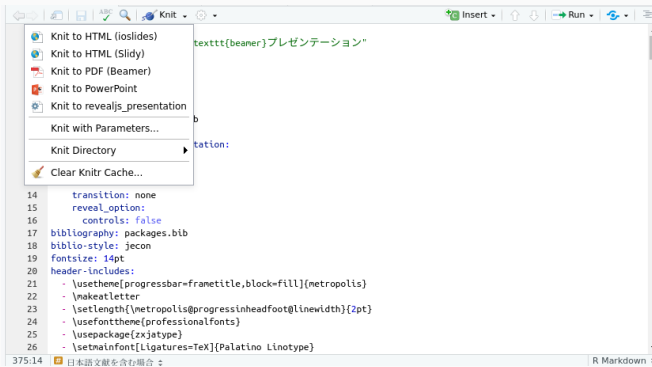 ABC Knit Insert Run
Knit to HTML (ioslides)
texttt{beamer}プレゼンテーション"
Knit to HTML (Slidy)
Knit to PDF (Beamer)
Knit to PowerPoint
Knit to revealjs_presentation
b
Knit with Parameters...
tation:
Knit Directory
Clear Knitr Cache...
14 transition: none
15 reveal_option:
16 controls: false
17 bibliography: packages.bib
18 biblio-style: jecon
19 fontsize: 14pt
20 header-includes:
21 - \usetheme[progressbar=frametitle,block=fill]{metropolis}
22 - \makeatletter
23 - \setlength{\metropolis@progressinheadfoot@linewidth}{2pt}
24 - \usefonttheme{professionalfonts}
25 - \usepackage{zxjatype}
26 - \setmainfont[Ligatures=TeX]{Palatino Linotype}
375:14 # 日本語文献を含む場合 R Markdown